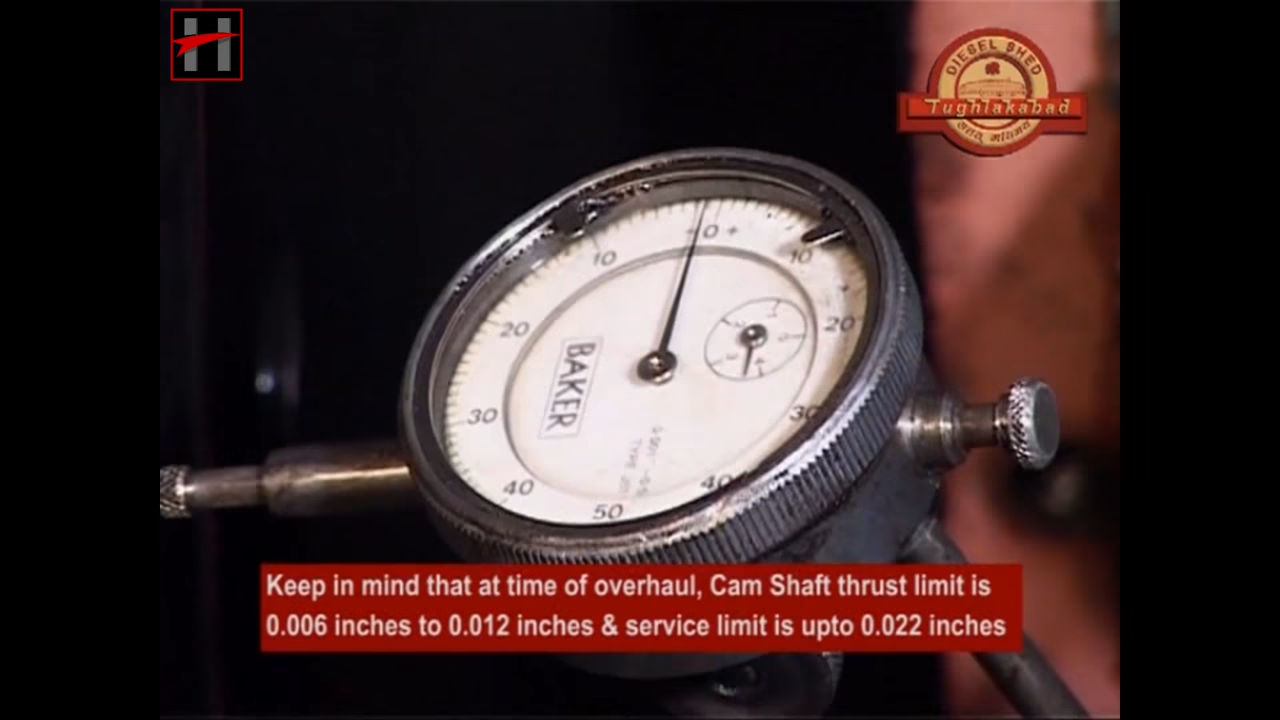 H
DIESEL SHED
Tughlakabad
- 0 +
10
10
20
20
BAKER
30
30
40
40
50
TYPE
Keep in mind that at time of overhaul, Cam Shaft thrust limit is
0.006 inches to 0.012 inches & service limit is upto 0.022 inches